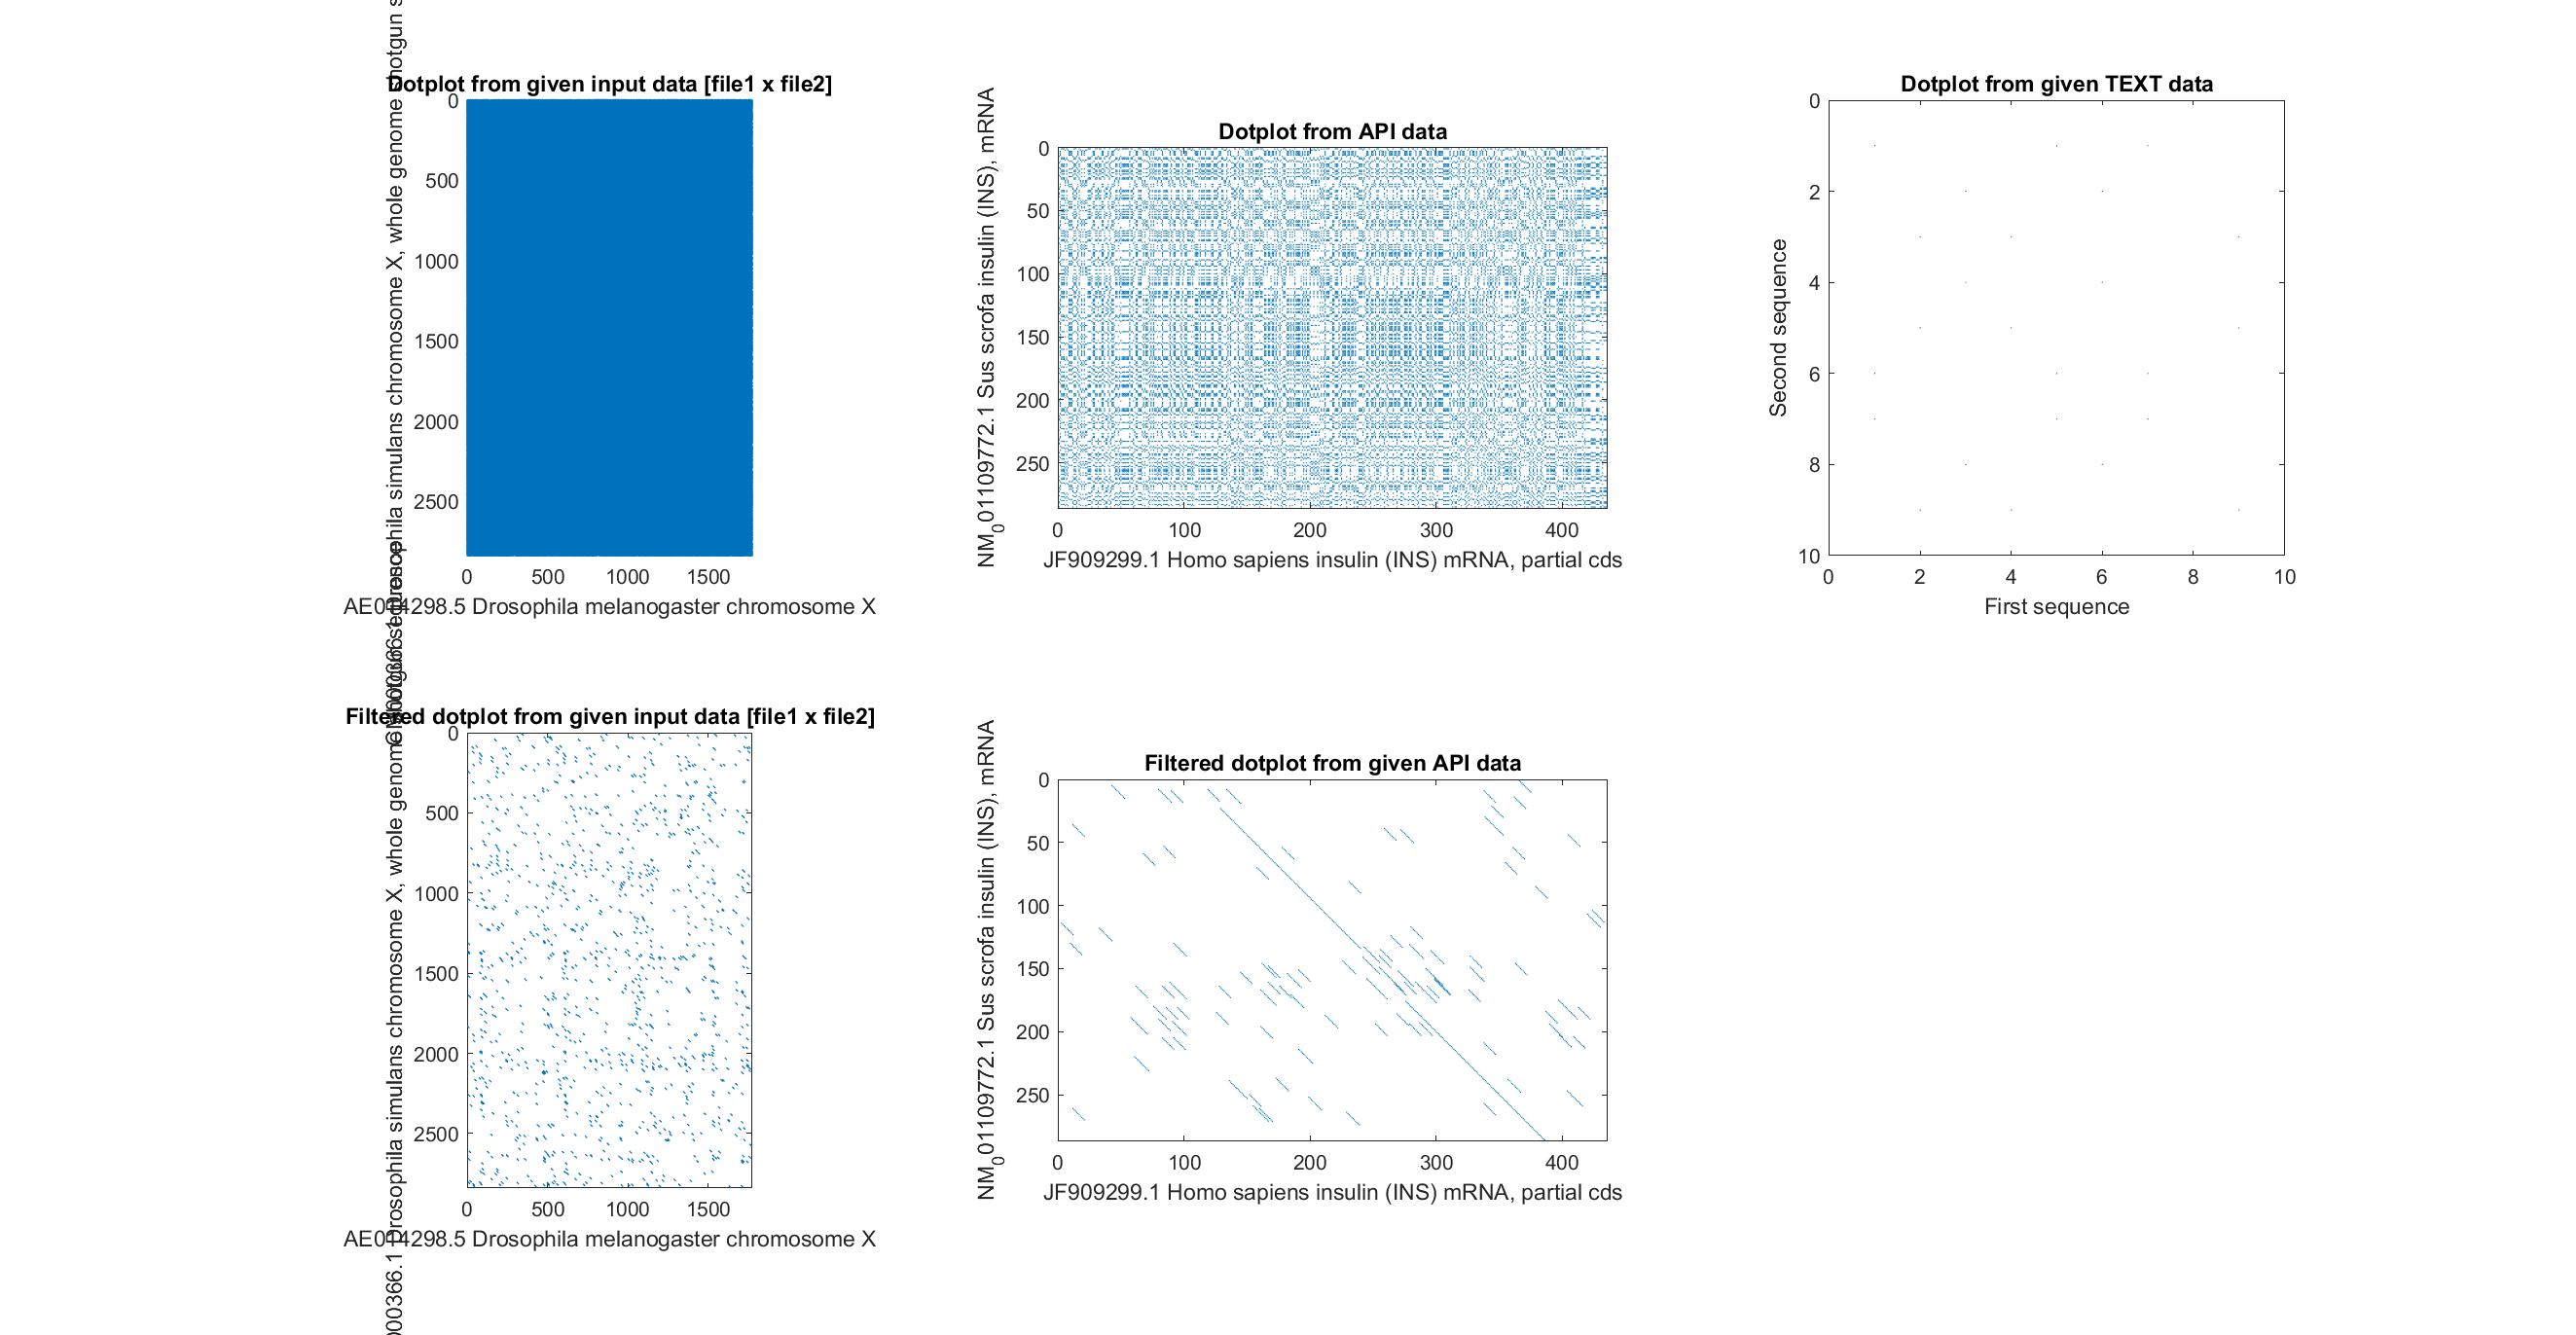 Dotplot from given input data [file1 x file2]
0
500
1000
1500
2000
2500
0 500 1000 1500
AE014298.5 Drosophila melanogaster chromosome X
Drosophila simulans chromosome X, whole genome shotgun
Dotplot from API data
0
50
100
150
200
250
0 100 200 300 400
JF909299.1 Homo sapiens insulin (INS) mRNA, partial cds
NM001109772.1 Sus scrofa insulin (INS), mRNA
Dotplot from given TEXT data
0
2
4
6
8
10
0 2 4 6 8 10
First sequence
Second sequence
Filtered dotplot from given input data [file1 x file2]
0
500
1000
1500
2000
2500
0 500 1000 1500
AE014298.5 Drosophila melanogaster chromosome X
000366.1 Drosophila simulans chromosome X, whole genome shotgun sequence
Filtered dotplot from given API data
0
50
100
150
200
250
0 100 200 300 400
JF909299.1 Homo sapiens insulin (INS) mRNA, partial cds
NM001109772.1 Sus scrofa insulin (INS), mRNA